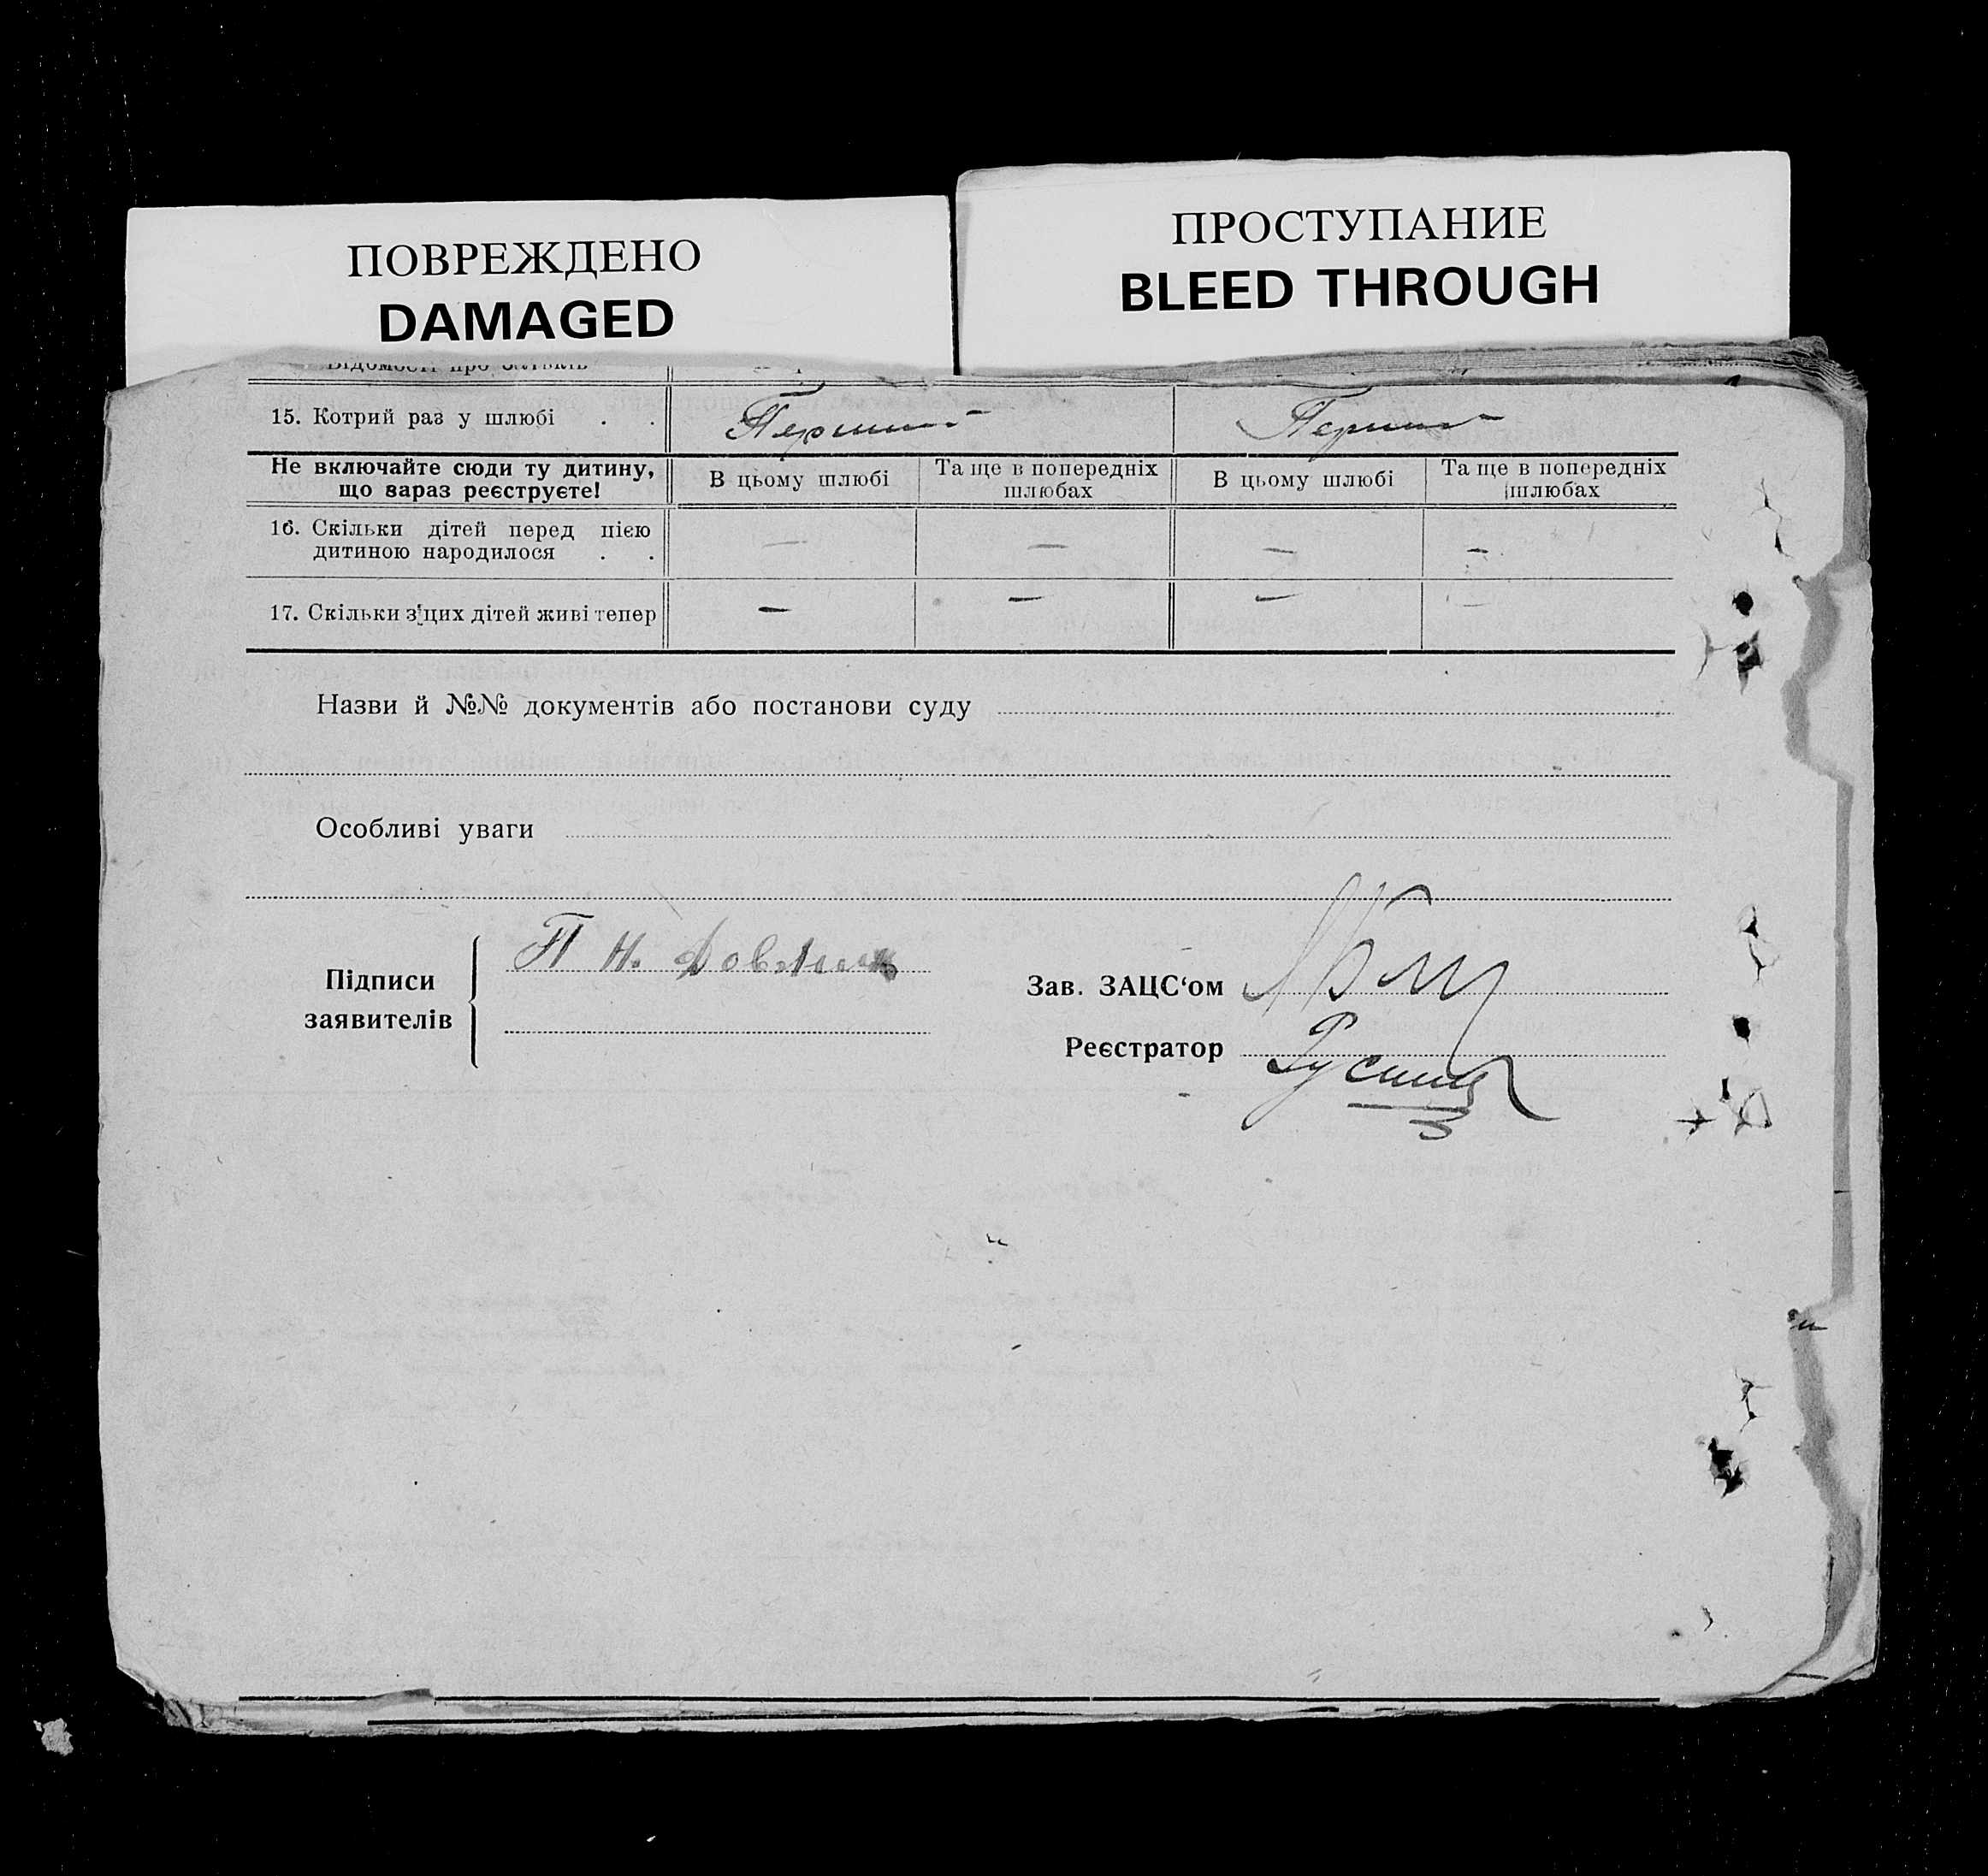 ПОВРЕЖДЕНО
DAMAGED
ПРОСТУПАНИЕ
BLEED THROUGH
Відомості про батьків
15. Котрий раз у шлюбі . . Перший Перший
Не включайте сюди ту дитину, що зараз реєструєте! В цьому шлюбі Та ще в попередніх шлюбах В цьому шлюбі Та ще в попередніх шлюбах
16. Скільки дітей перед цією — — — —
дитиною народилося . .
17. Скільки з цих дітей живі тепер — — — —
Назви й №№ документів або постанови суду
Особливі уваги
Підписи заявителів
П Н.
Зав. ЗАЦС‘ом
Реєстратор